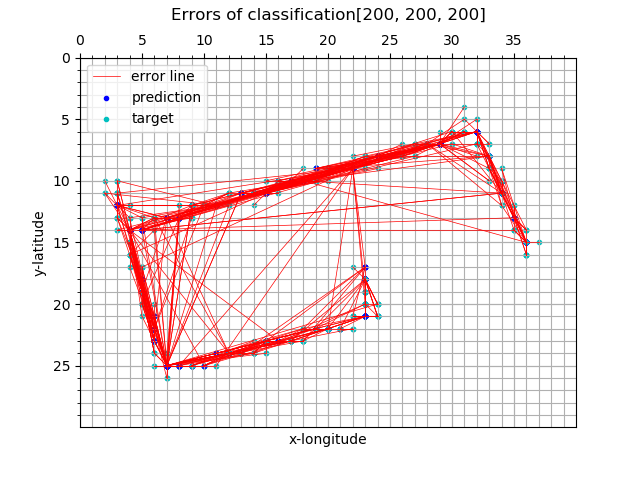 Errors of classification[200, 200, 200]
0 5 10 15 20 25 30 35
error line
prediction
target
0
5
10
15
20
25
y-latitude
x-longitude